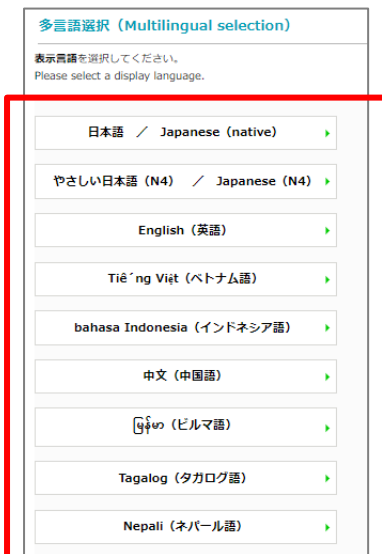 多言語選択（Multilingual selection）
表示言語を選択してください。
Please select a display language.
日本語 ／ Japanese（native）
やさしい日本語（N4） ／ Japanese（N4）
English（英語）
Tiê´ng Việt（ベトナム語）
bahasa Indonesia（インドネシア語）
中文（中国語）
မြန်မာ（ビルマ語）
Tagalog（タガログ語）
Nepali（ネパール語）